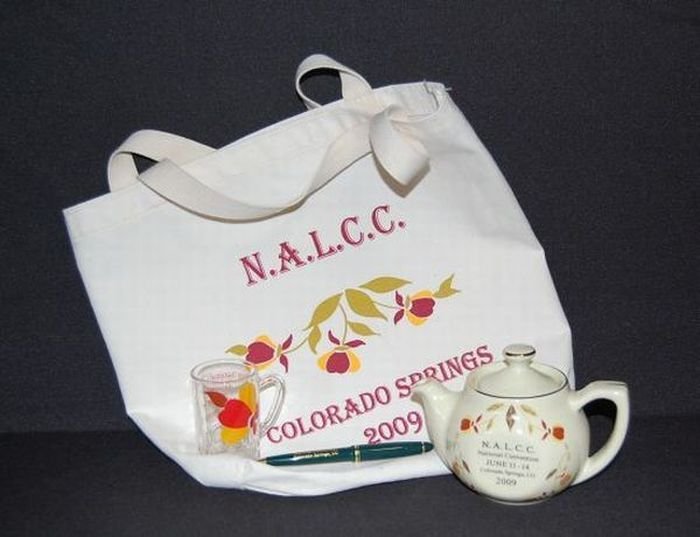 N.A.L.C.C.
COLORADO SPRINGS
2009
N.A.L.C.C.
National Convention
JUNE 11-14
Colorado Springs, CO
2009